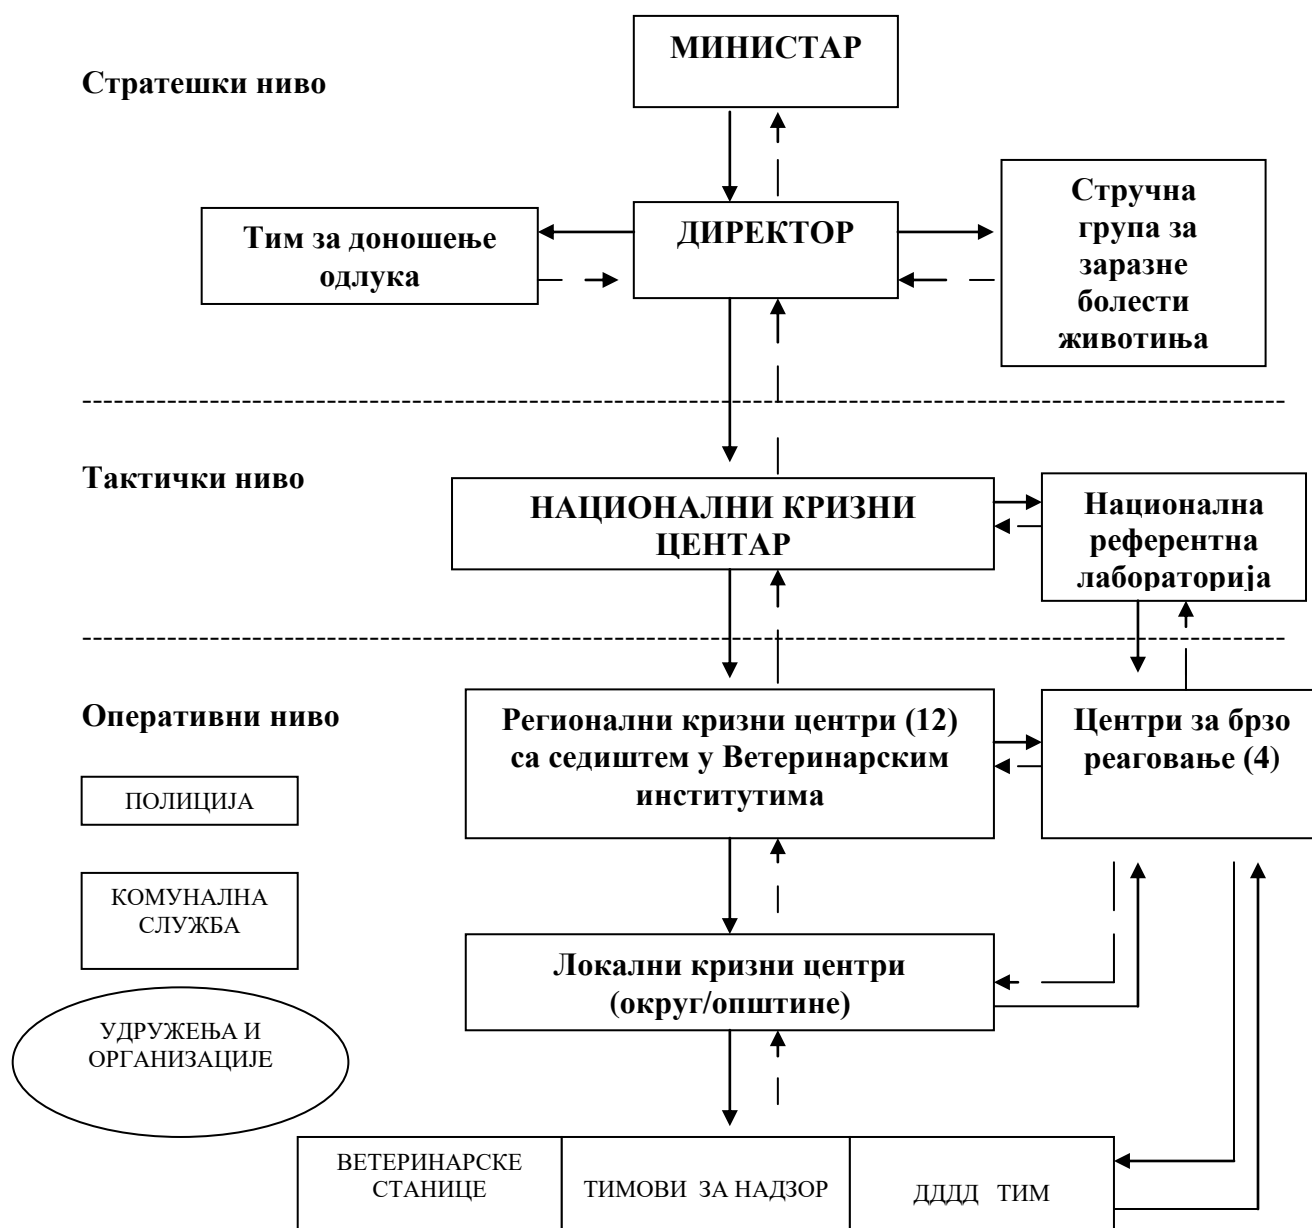 МИНИСТАР
Стратешки ниво
Тим за доношење
одлука
ДИРЕКТОР
Стручна
група за
заразне
болести
животиња
Тактички ниво
НАЦИОНАЛНИ КРИЗНИ
ЦЕНТАР
Национална
референтна
лабораторија
Оперативни ниво
Регионални кризни центри (12)
са седиштем у Ветеринарским
институтима
Центри за брзо
реаговање (4)
ПОЛИЦИЈА
КОМУНАЛНА
СЛУЖБА
Локални кризни центри
(округ/општине)
УДРУЖЕЊА И
ОРГАНИЗАЦИЈЕ
ВЕТЕРИНАРСКЕ
СТАНИЦЕ
ТИМОВИ ЗА НАДЗОР
ДДДД ТИМ